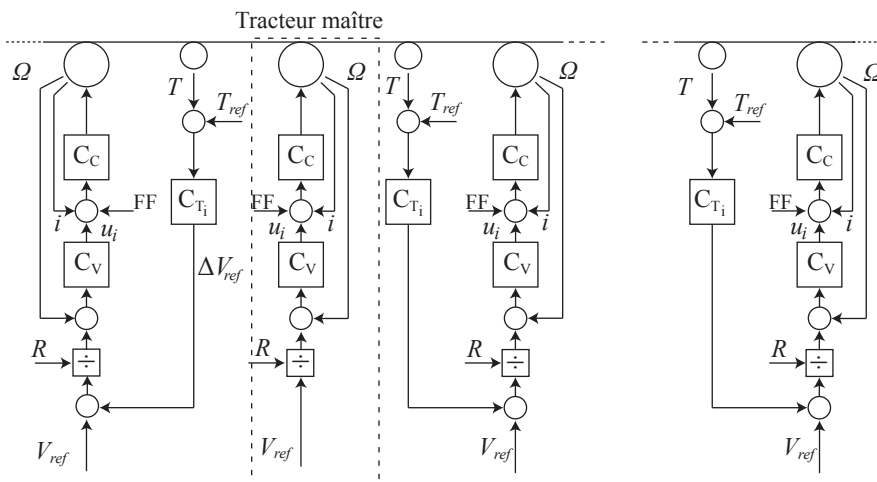 Tracteur maître
Ω Ω Ω Ω
T T T
T_ref T_ref T_ref
C_C C_C C_C C_C
C_Ti C_Ti C_Ti
FF FF FF FF
i i i i
u_i u_i u_i u_i
C_V C_V C_V C_V
ΔV_ref
R R R R
÷ ÷ ÷ ÷
V_ref V_ref V_ref V_ref